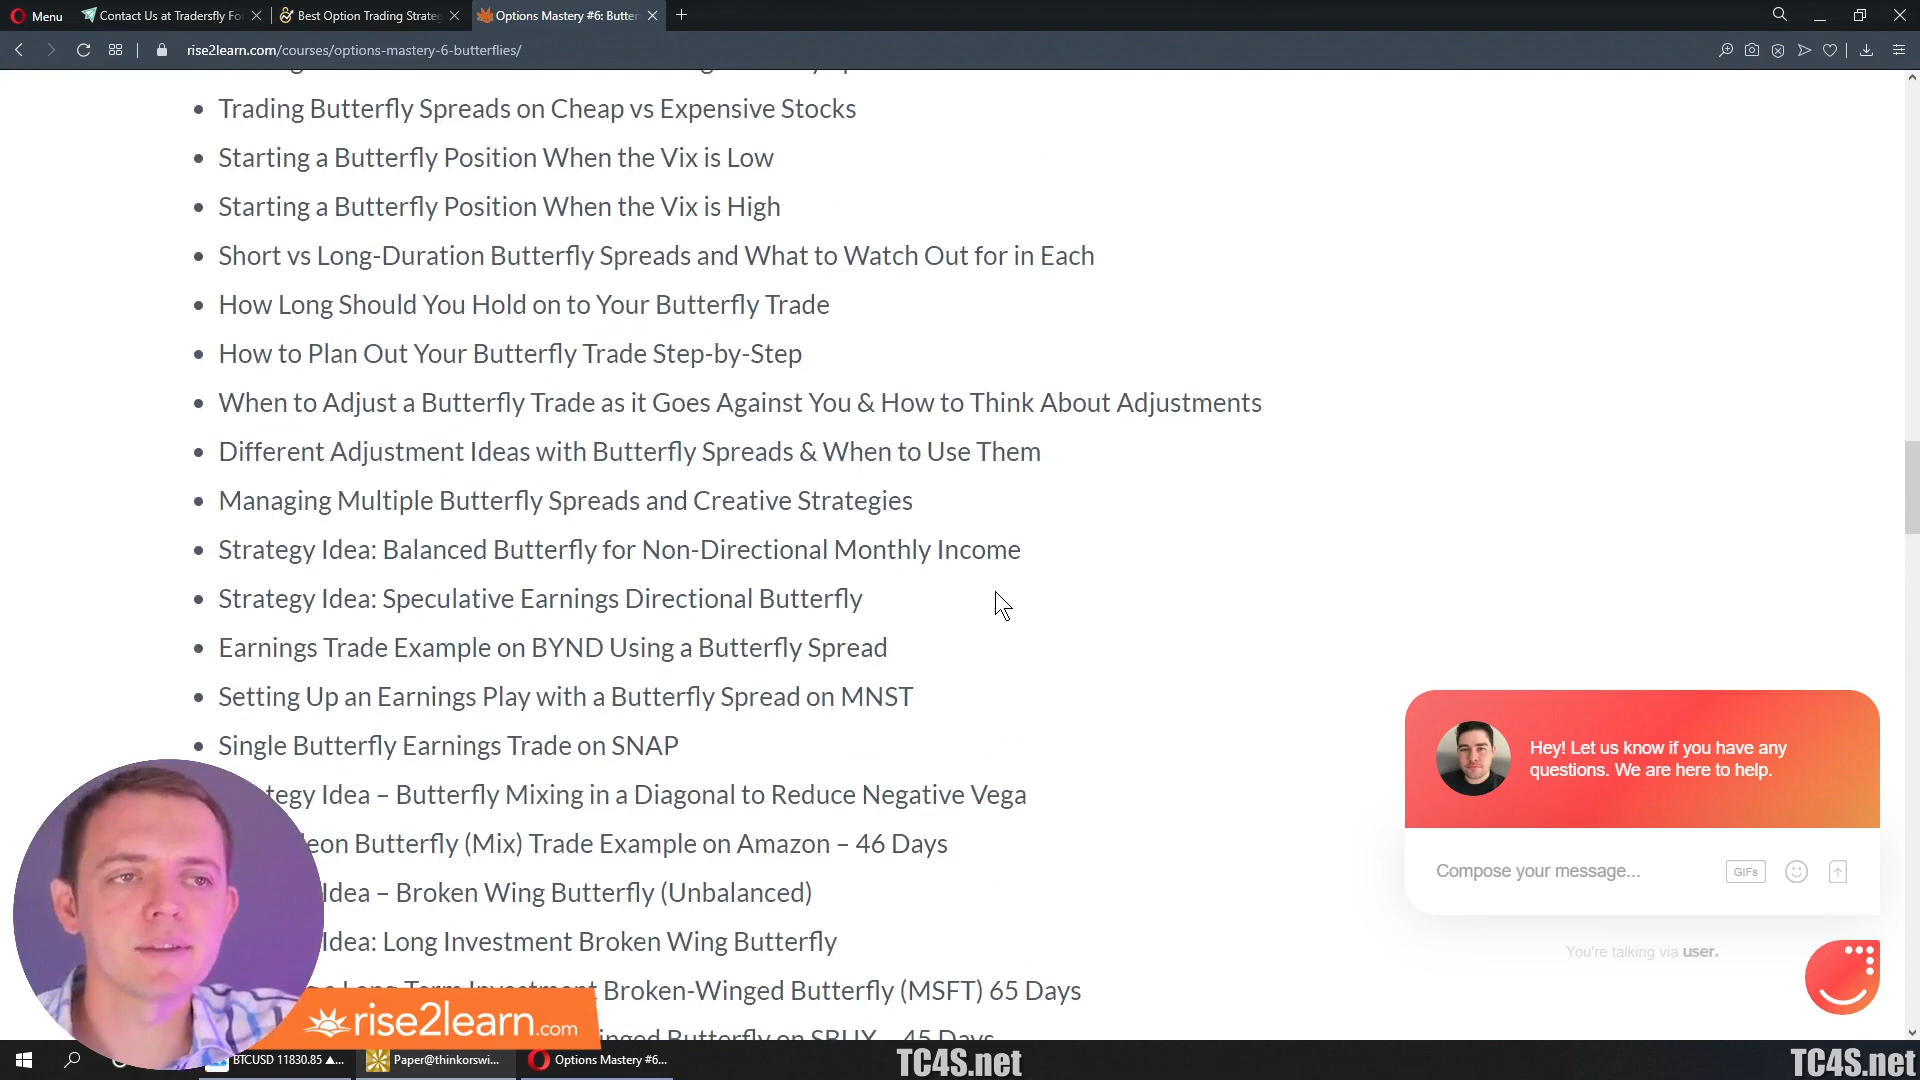 Menu
Contact Us at Tradersfly Fo
Best Option Trading Strate
Options Mastery #6: Butter
rise2learn.com/courses/options-mastery-6-butterflies/
Trading Butterfly Spreads on Cheap vs Expensive Stocks
Starting a Butterfly Position When the Vix is Low
Starting a Butterfly Position When the Vix is High
Short vs Long-Duration Butterfly Spreads and What to Watch Out for in Each
How Long Should You Hold on to Your Butterfly Trade
How to Plan Out Your Butterfly Trade Step-by-Step
When to Adjust a Butterfly Trade as it Goes Against You & How to Think About Adjustments
Different Adjustment Ideas with Butterfly Spreads & When to Use Them
Managing Multiple Butterfly Spreads and Creative Strategies
Strategy Idea: Balanced Butterfly for Non-Directional Monthly Income
Strategy Idea: Speculative Earnings Directional Butterfly
Earnings Trade Example on BYND Using a Butterfly Spread
Setting Up an Earnings Play with a Butterfly Spread on MNST
Single Butterfly Earnings Trade on SNAP
tegy Idea – Butterfly Mixing in a Diagonal to Reduce Negative Vega
eon Butterfly (Mix) Trade Example on Amazon – 46 Days
Idea – Broken Wing Butterfly (Unbalanced)
Idea: Long Investment Broken Wing Butterfly
Broken-Winged Butterfly (MSFT) 65 Days
inged Butterfly on SBUX – 45 Days
Hey! Let us know if you have any
questions. We are here to help.
Compose your message...
GIFs
You're talking via user.
rise2learn.com
BTCUSD 11830.85 ▲...
Paper@thinkorswi...
Options Mastery #6...
TC4S.net
TC4S.net